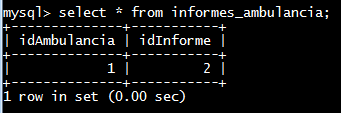 mysql> select * from informes_ambulancia;
+--------------+-----------+
| idAmbulancia | idInforme |
+--------------+-----------+
|            1 |         2 |
+--------------+-----------+
1 row in set (0.00 sec)